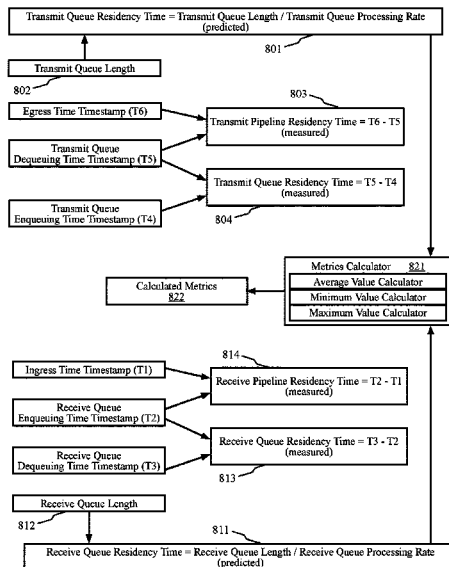 Transmit Queue Residency Time = Transmit Queue Length / Transmit Queue Processing Rate
(predicted)
801
Transmit Queue Length
802
803
Egress Time Timestamp (T6)
Transmit Pipeline Residency Time = T6 - T5
(measured)
Transmit Queue
Dequeuing Time Timestamp (T5)
Transmit Queue Residency Time = T5 - T4
(measured)
Transmit Queue
Enqueuing Time Timestamp (T4)
804
Metrics Calculator 821
Average Value Calculator
Minimum Value Calculator
Maximum Value Calculator
Calculated Metrics
822
814
Ingress Time Timestamp (T1)
Receive Pipeline Residency Time = T2 - T1
(measured)
Receive Queue
Enqueuing Time Timestamp (T2)
Receive Queue Residency Time = T3 - T2
(measured)
Receive Queue
Dequeuing Time Timestamp (T3)
813
Receive Queue Length
812
811
Receive Queue Residency Time = Receive Queue Length / Receive Queue Processing Rate
(predicted)